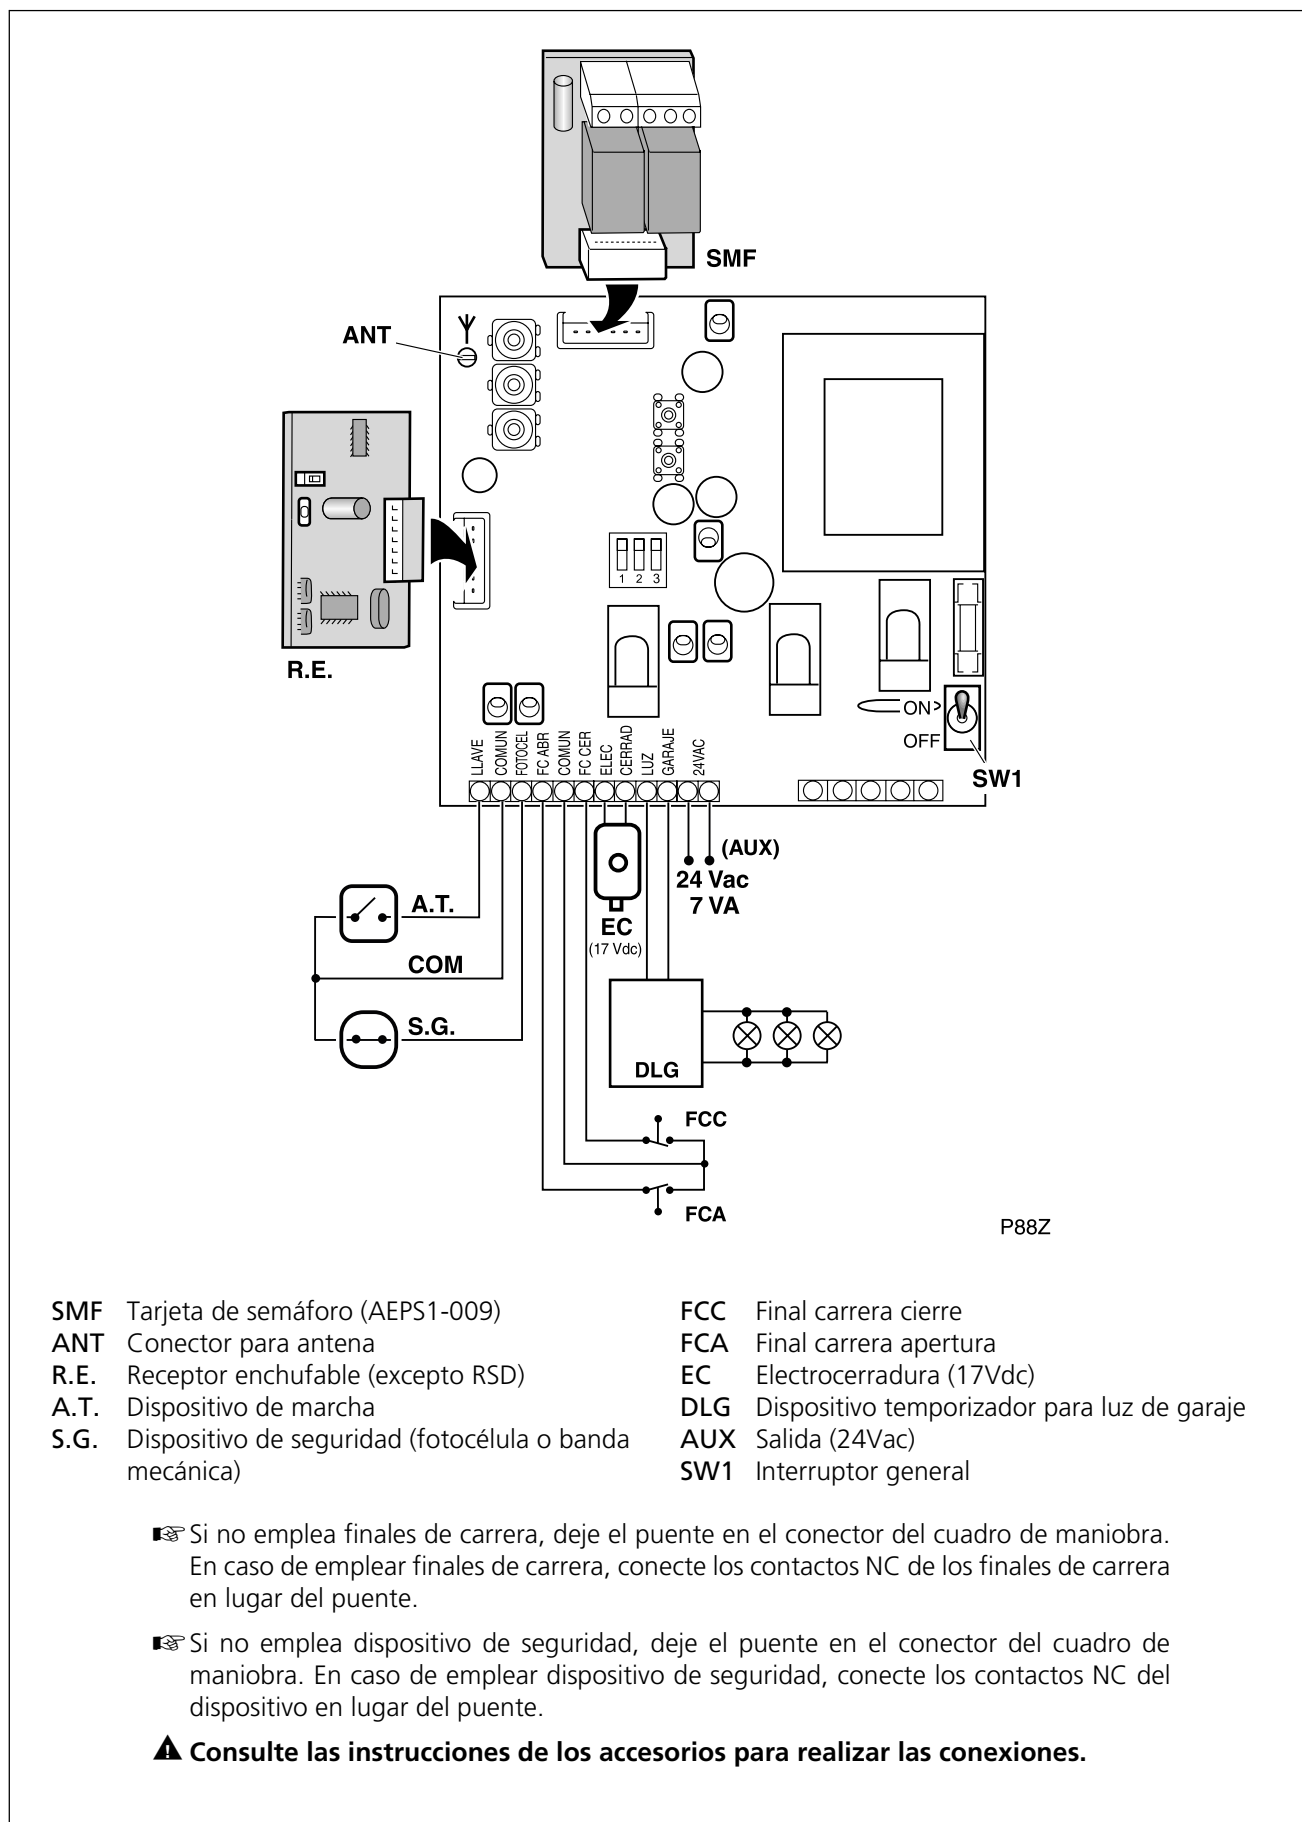 SMF
ANT
R.E.
1 2 3
ON
OFF
SW1
LLAVE
COMUN
FOTOCEL
FC ABR
COMUN
FC CER
ELEC
CERRAD
LUZ
GARAJE
24VAC
(AUX)
24 Vac
7 VA
A.T.
EC
(17 Vdc)
COM
S.G.
DLG
FCC
FCA
P88Z
SMF Tarjeta de semáforo (AEPS1-009)
ANT Conector para antena
R.E. Receptor enchufable (excepto RSD)
A.T. Dispositivo de marcha
S.G. Dispositivo de seguridad (fotocélula o banda
mecánica)
FCC Final carrera cierre
FCA Final carrera apertura
EC Electrocerradura (17Vdc)
DLG Dispositivo temporizador para luz de garaje
AUX Salida (24Vac)
SW1 Interruptor general
☞ Si no emplea finales de carrera, deje el puente en el conector del cuadro de maniobra.
En caso de emplear finales de carrera, conecte los contactos NC de los finales de carrera
en lugar del puente.
☞ Si no emplea dispositivo de seguridad, deje el puente en el conector del cuadro de
maniobra. En caso de emplear dispositivo de seguridad, conecte los contactos NC del
dispositivo en lugar del puente.
⚠ Consulte las instrucciones de los accesorios para realizar las conexiones.